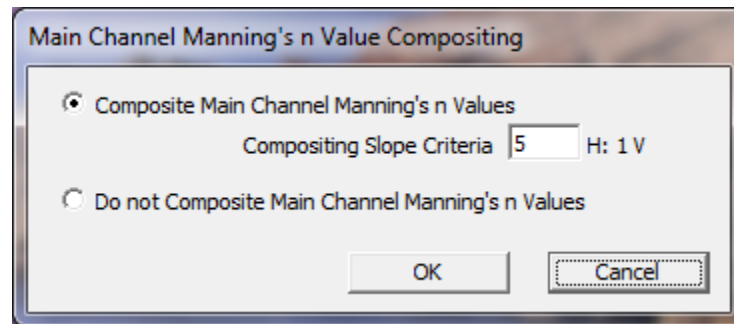 Main Channel Manning's n Value Compositing
Composite Main Channel Manning's n Values
Compositing Slope Criteria 5 H: 1 V
Do not Composite Main Channel Manning's n Values
OK Cancel